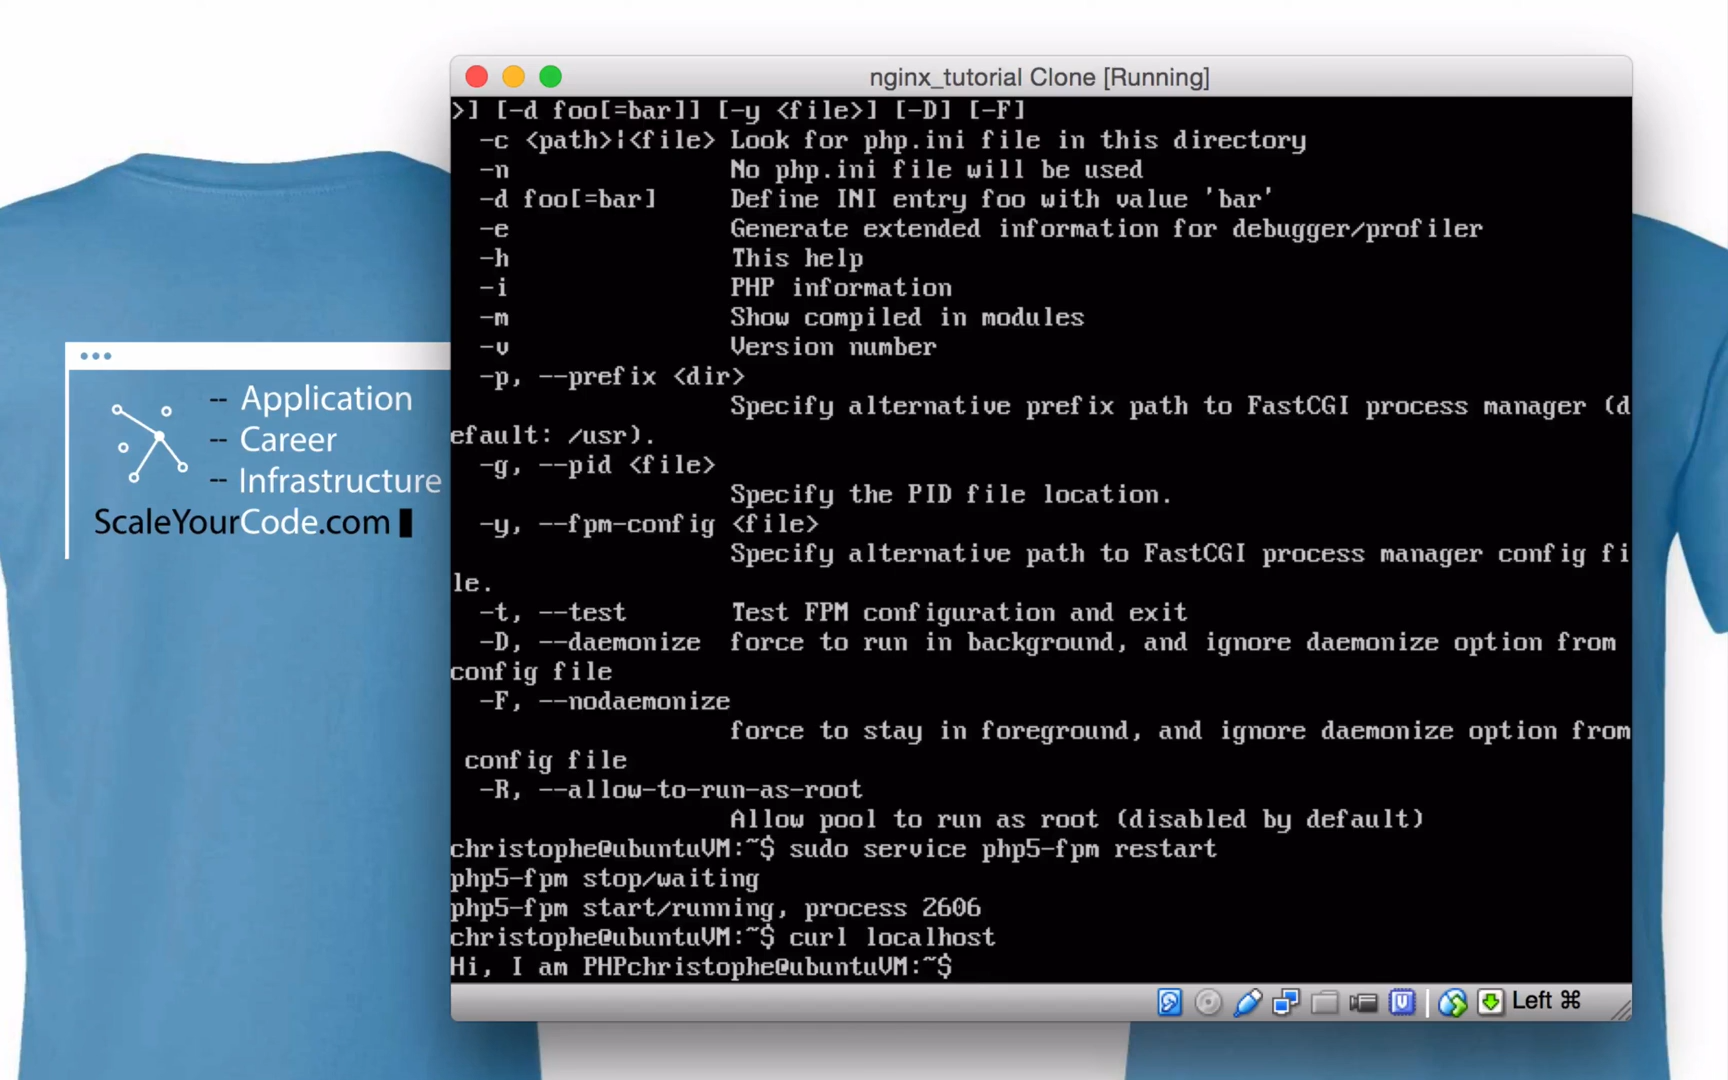 nginx_tutorial Clone [Running]
>] [-d foo[=bar]] [-y <file>] [-D] [-F]
-c <path>|<file> Look for php.ini file in this directory
-n No php.ini file will be used
-d foo[=bar] Define INI entry foo with value 'bar'
-e Generate extended information for debugger/profiler
-h This help
-i PHP information
-m Show compiled in modules
-v Version number
-p, --prefix <dir>
Specify alternative prefix path to FastCGI process manager (d
efault: /usr).
-g, --pid <file>
Specify the PID file location.
-y, --fpm-config <file>
Specify alternative path to FastCGI process manager config fi
le.
-t, --test Test FPM configuration and exit
-D, --daemonize force to run in background, and ignore daemonize option from
config file
-F, --nodaemonize
force to stay in foreground, and ignore daemonize option from
config file
-R, --allow-to-run-as-root
Allow pool to run as root (disabled by default)
christophe@ubuntuVM:~$ sudo service php5-fpm restart
php5-fpm stop/waiting
php5-fpm start/running, process 2606
christophe@ubuntuVM:~$ curl localhost
Hi, I am PHPchristophe@ubuntuVM:~$
Left ⌘
-- Application
-- Career
-- Infrastructure
ScaleYourCode.com